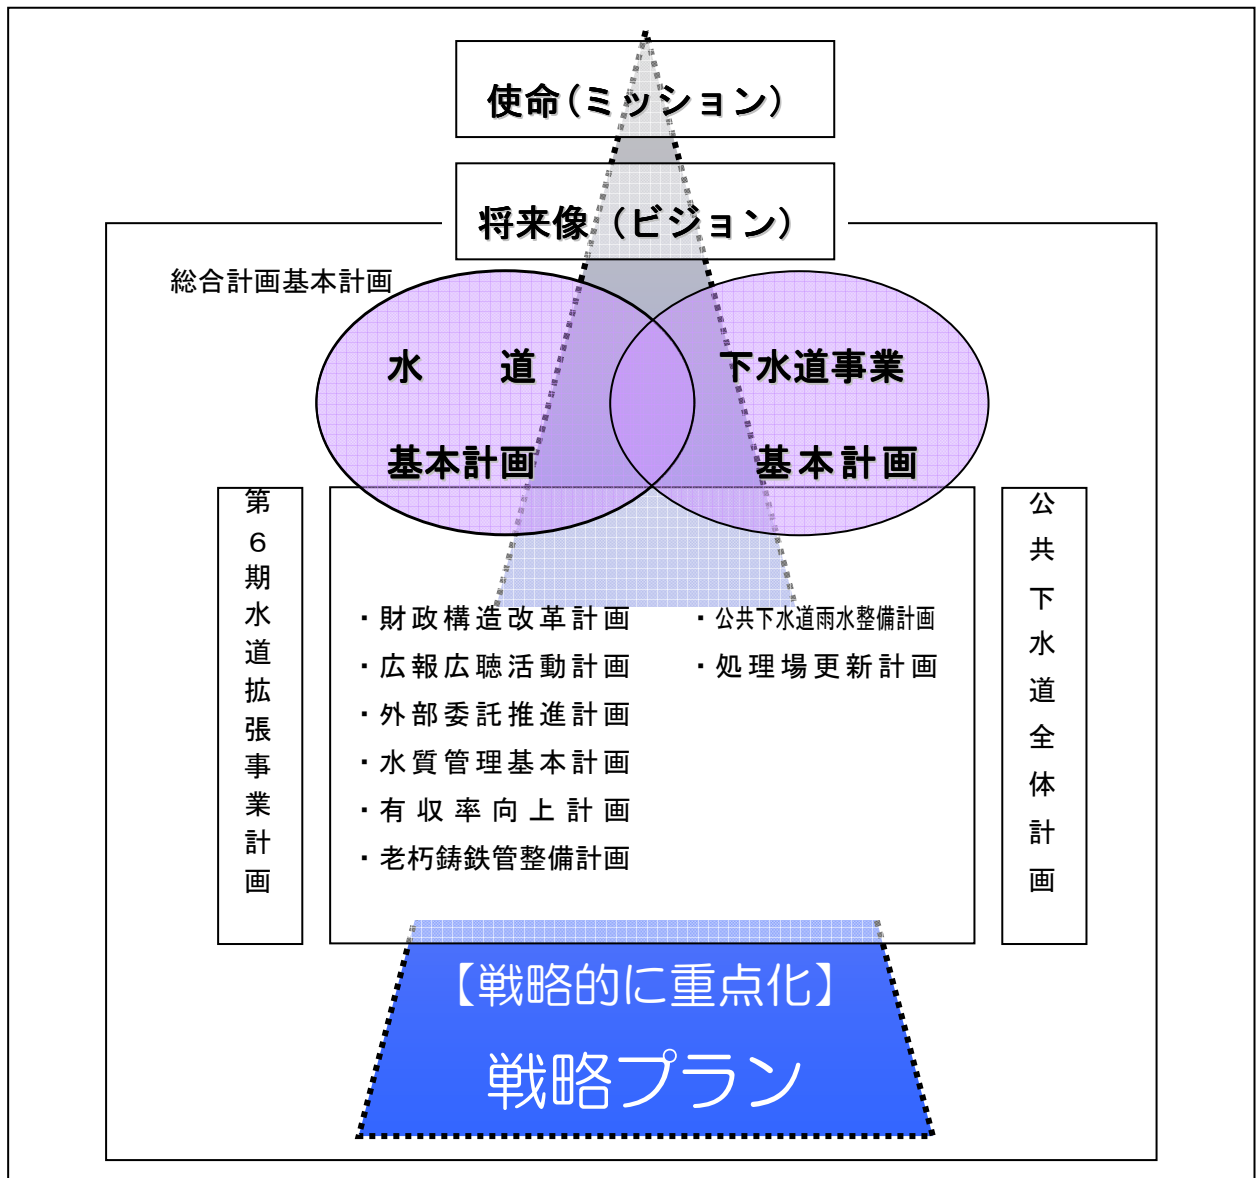 使命（ミッション）
将来像（ビジョン）
総合計画基本計画
水　　道
基本計画
下水道事業
基本計画
第６期水道拡張事業計画
・財政構造改革計画
・広報広聴活動計画
・外部委託推進計画
・水質管理基本計画
・有収率向上計画
・老朽鋳鉄管整備計画
・公共下水道雨水整備計画
・処理場更新計画
公共下水道全体計画
【戦略的に重点化】
戦略プラン